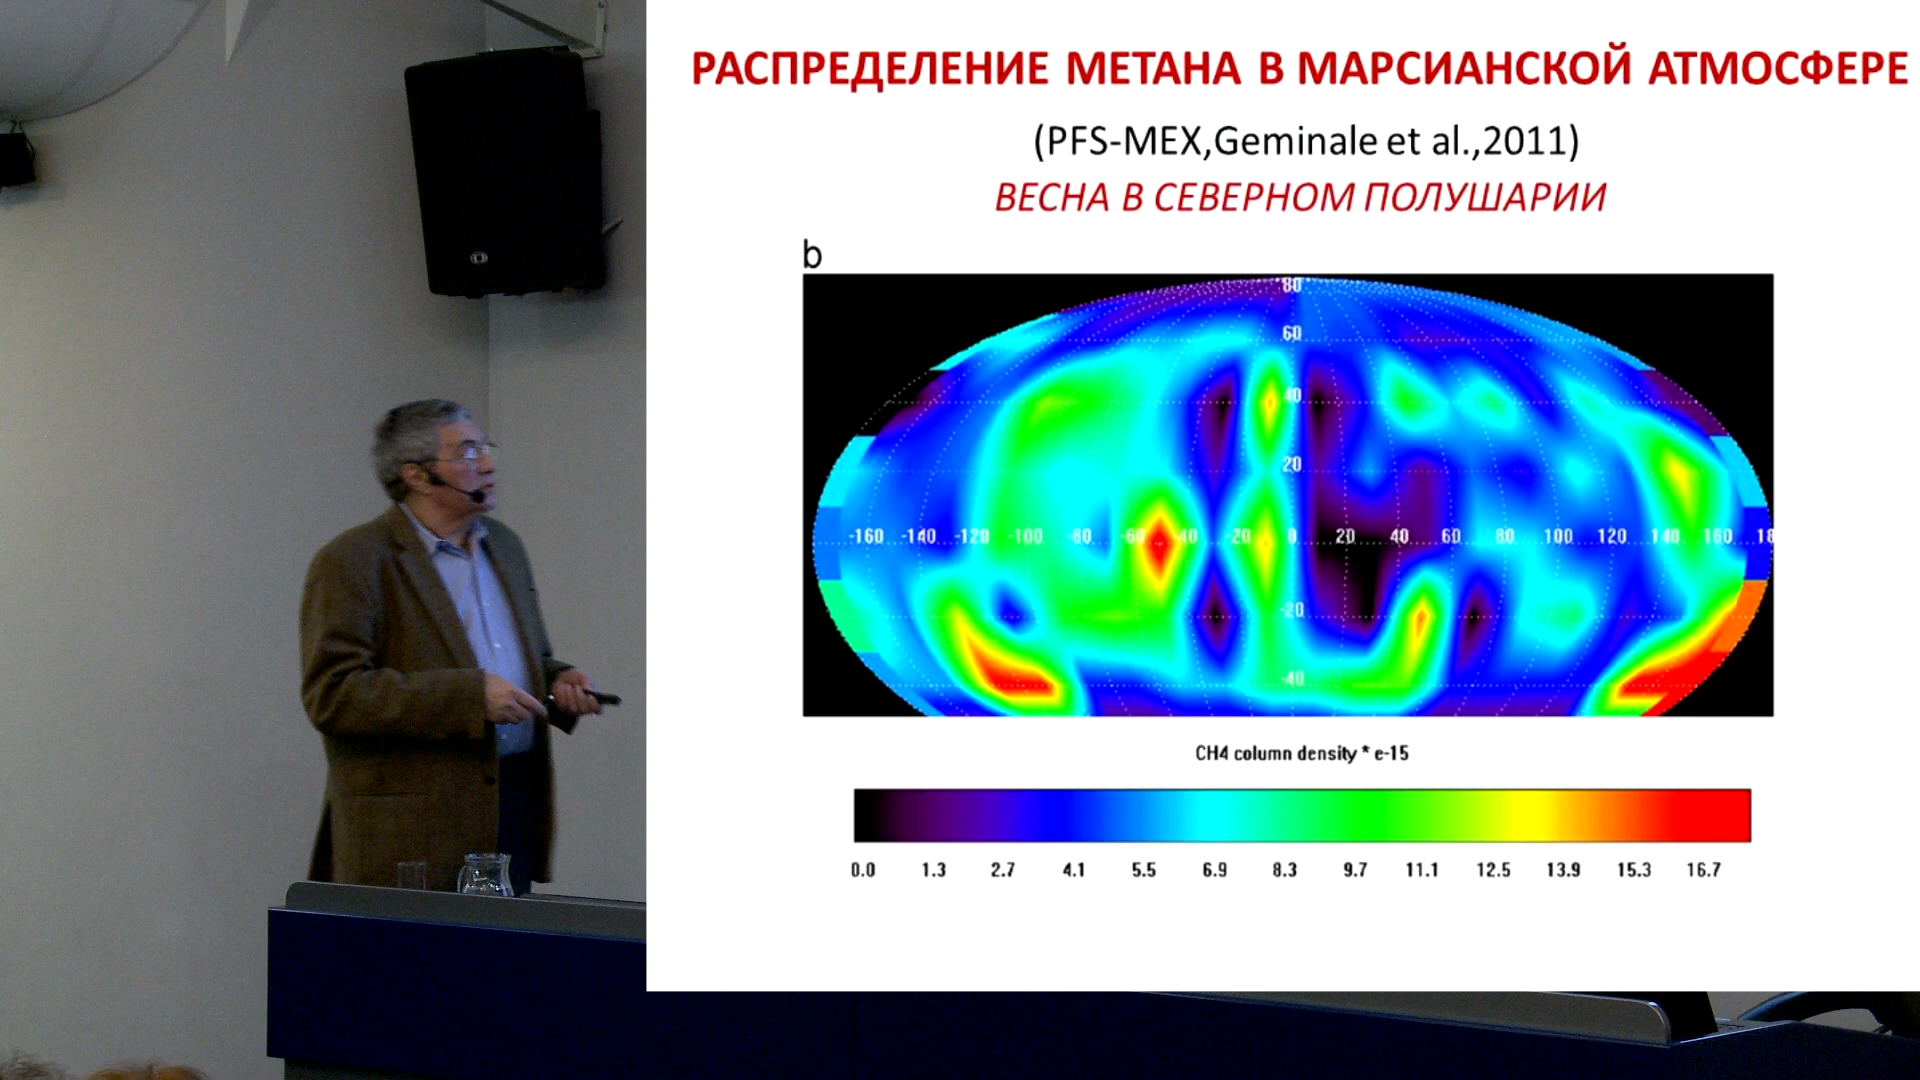 РАСПРЕДЕЛЕНИЕ МЕТАНА В МАРСИАНСКОЙ АТМОСФЕРЕ
(PFS-MEX,Geminale et al.,2011)
ВЕСНА В СЕВЕРНОМ ПОЛУШАРИИ
b
80
60
40
20
-160 -140 -120 -100 -80 -60 -40 -20 0 20 40 60 80 100 120 140 160 18
-20
-40
CH4 column density * e-15
0.0 1.3 2.7 4.1 5.5 6.9 8.3 9.7 11.1 12.5 13.9 15.3 16.7